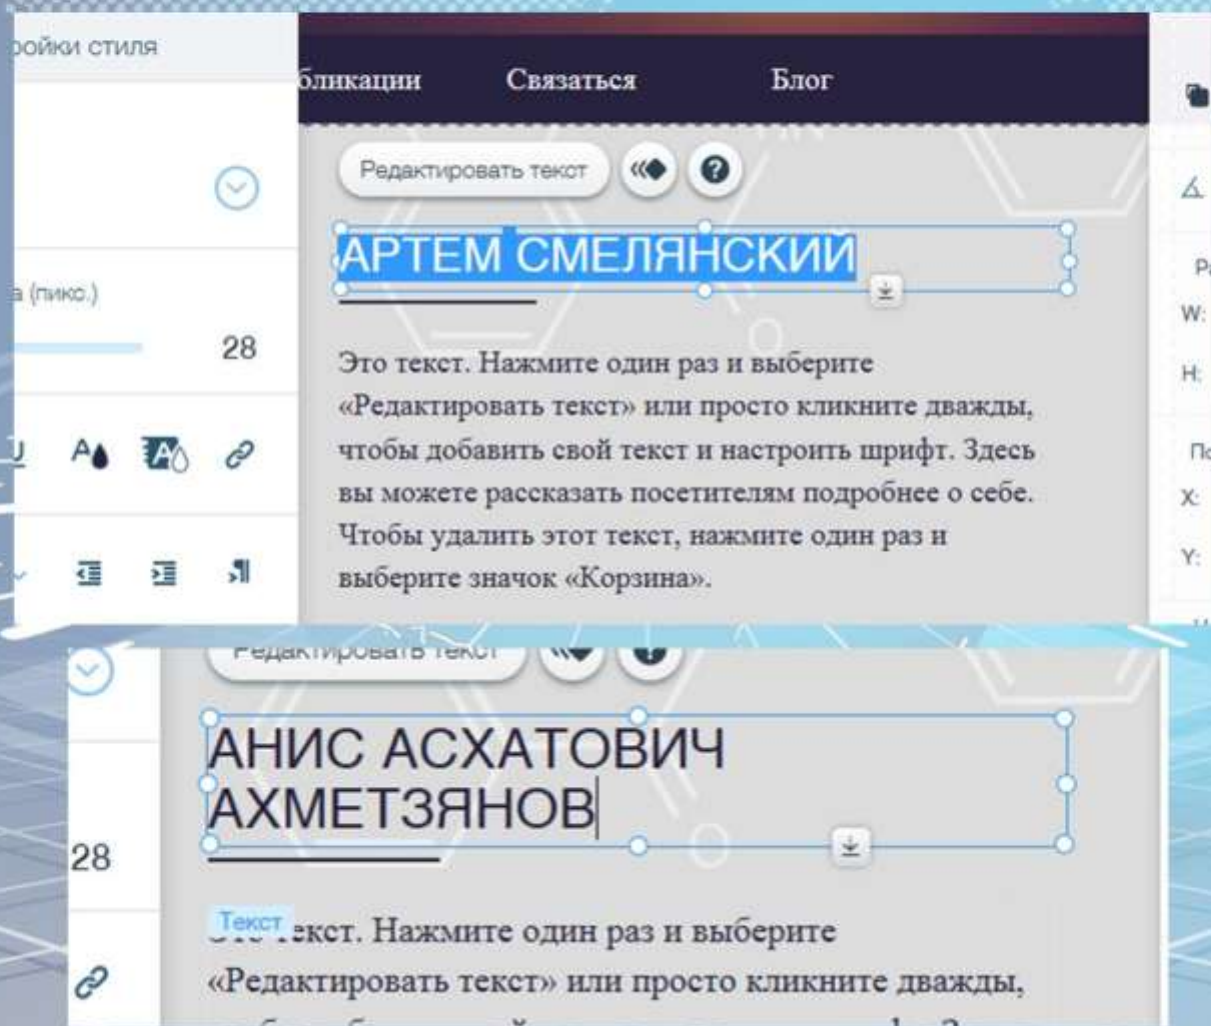 ройки стиля
бликации Связаться Блог
Редактировать текст
АРТЕМ СМЕЛЯНСКИЙ
а (пикс.)
28
W:
H:
X:
Y:
Это текст. Нажмите один раз и выберите
«Редактировать текст» или просто кликните дважды,
чтобы добавить свой текст и настроить шрифт. Здесь
вы можете рассказать посетителям подробнее о себе.
Чтобы удалить этот текст, нажмите один раз и
выберите значок «Корзина».
Редактировать текст
АНИС АСХАТОВИЧ
АХМЕТЗЯНОВ
28
Текст
екст. Нажмите один раз и выберите
«Редактировать текст» или просто кликните дважды,